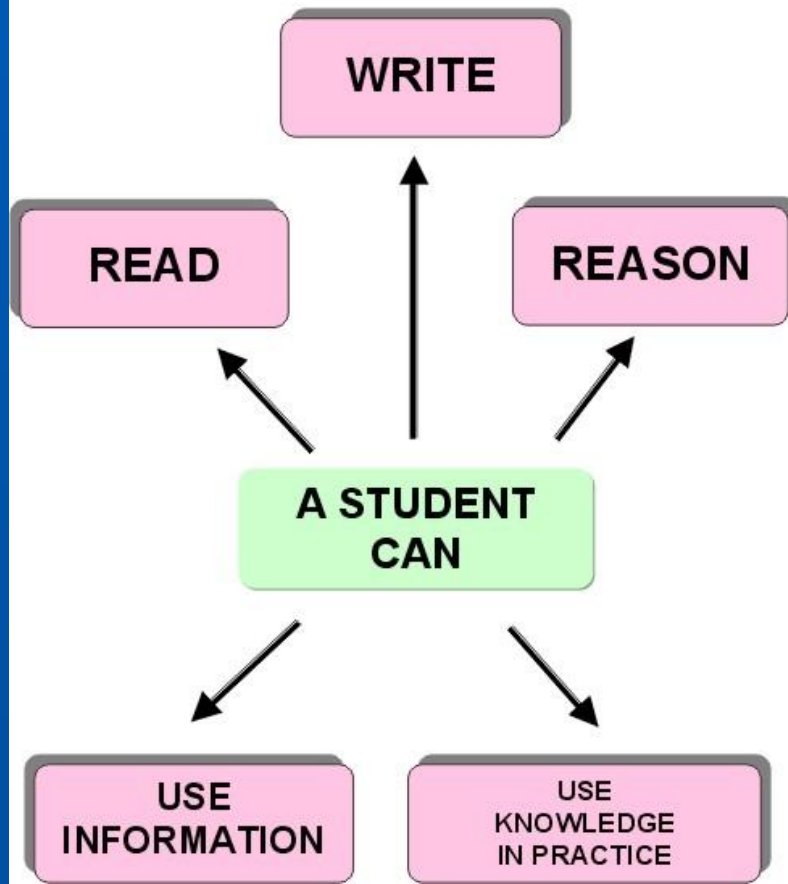 WRITE
READ
REASON
A STUDENT
CAN
USE
INFORMATION
USE
KNOWLEDGE
IN PRACTICE